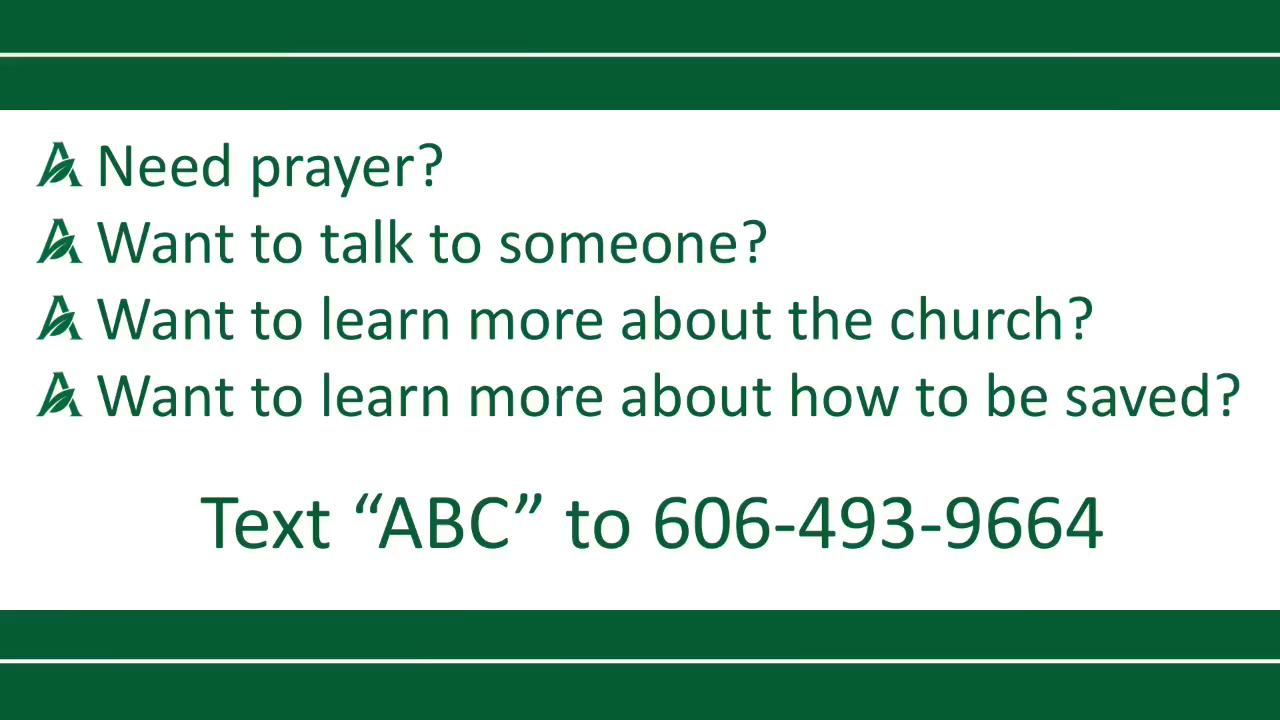 Need prayer?
Want to talk to someone?
Want to learn more about the church?
Want to learn more about how to be saved?
Text “ABC” to 606-493-9664